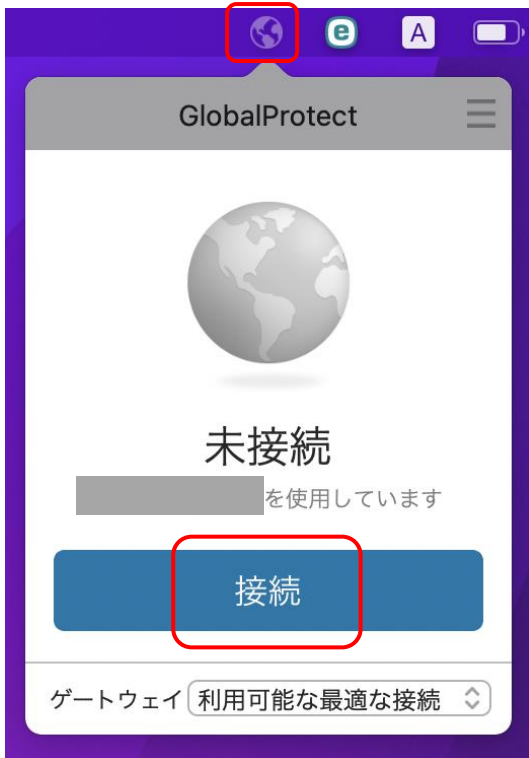 e A
GlobalProtect
未接続
を使用しています
接続
ゲートウェイ 利用可能な最適な接続